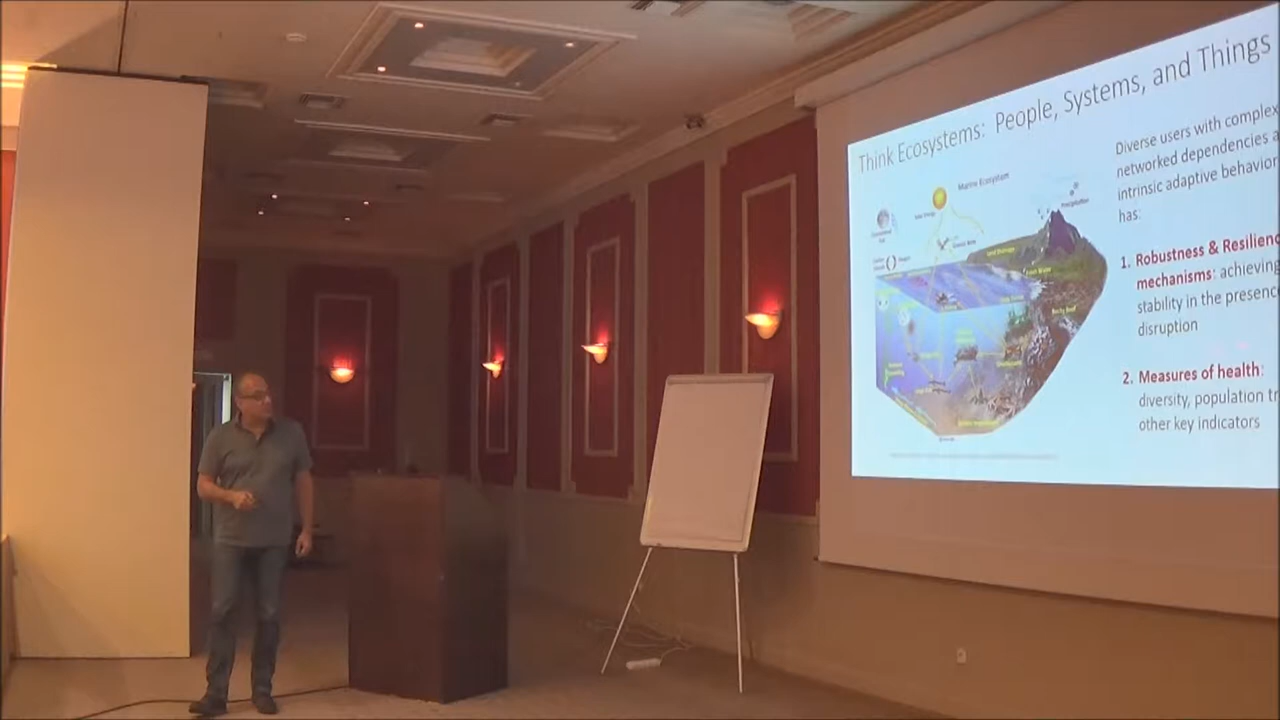 Think Ecosystems: People, Systems, and Things
Marine Ecosystem
Precipitation
Diverse users with complex
networked dependencies
intrinsic adaptive behavior
has:
1. Robustness & Resilienc
mechanisms: achieving
stability in the presenc
disruption
2. Measures of health:
diversity, population tr
other key indicators